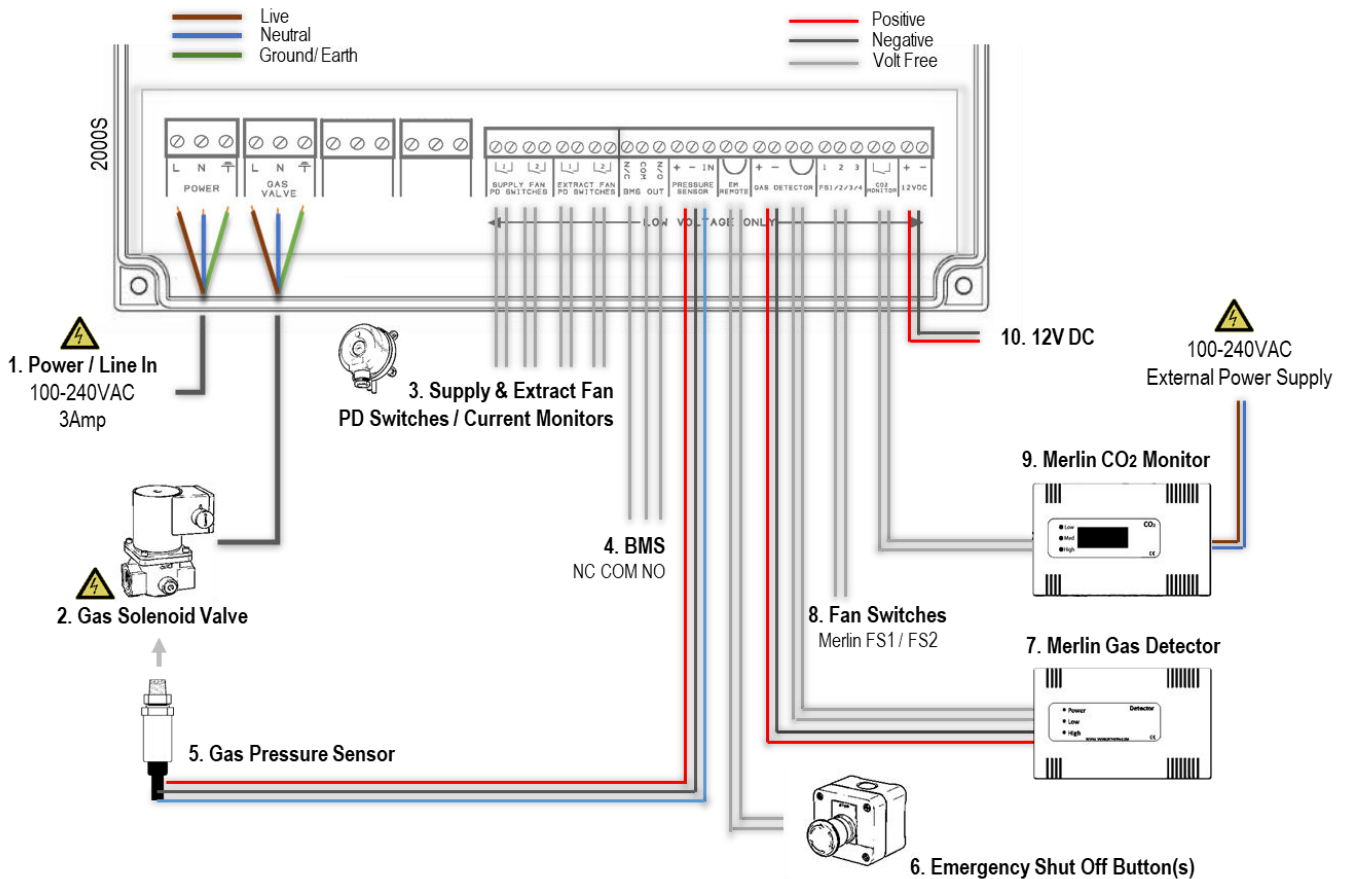 Live
Neutral
Ground/ Earth
Positive
Negative
Volt Free
2000S
L N
POWER
L N
GAS
VALVE
1 2
SUPPLY FAN
PD SWITCHES
1 2
EXTRACT FAN
PD SWITCHES
N/C COM N/O
BMS OUT
+ - IN
PRESSURE
SENSOR
EM
REMOTE
+ -
GAS DETECTOR
1 2 3
FS1/2/3/4
CO2
MONITOR
+ -
12VDC
LOW VOLTAGE ONLY
1. Power / Line In
100-240VAC
3Amp
3. Supply & Extract Fan
PD Switches / Current Monitors
10. 12V DC
100-240VAC
External Power Supply
9. Merlin CO2 Monitor
Low
Med
High
CO2
CE
4. BMS
NC COM NO
2. Gas Solenoid Valve
8. Fan Switches
Merlin FS1 / FS2
7. Merlin Gas Detector
Power
Low
High
Detector
CE
5. Gas Pressure Sensor
6. Emergency Shut Off Button(s)